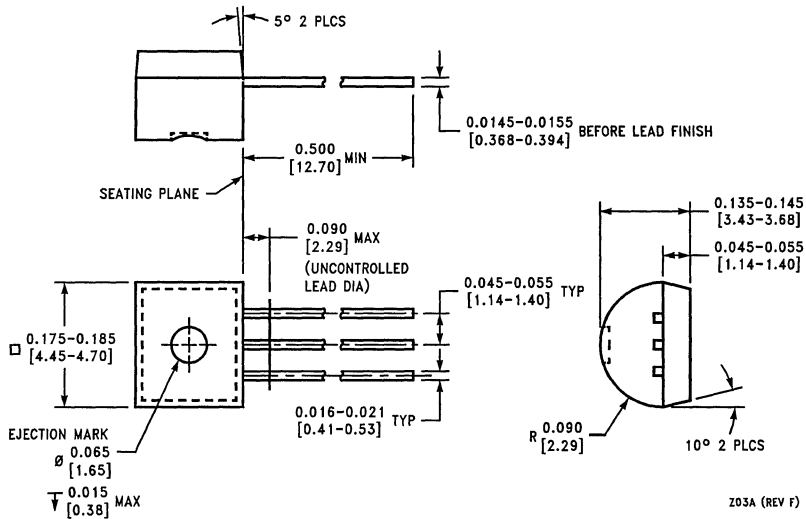 5° 2 PLCS
0.0145-0.0155
[0.368-0.394] BEFORE LEAD FINISH
0.500
[12.70] MIN
SEATING PLANE
0.090
[2.29] MAX
(UNCONTROLLED
LEAD DIA)
0.135-0.145
[3.43-3.68]
0.045-0.055
[1.14-1.40]
0.045-0.055
[1.14-1.40] TYP
0.175-0.185
[4.45-4.70]
0.016-0.021
[0.41-0.53] TYP
EJECTION MARK
Ø 0.065
[1.65]
0.015
[0.38] MAX
R 0.090
[2.29]
10° 2 PLCS
Z03A (REV F)